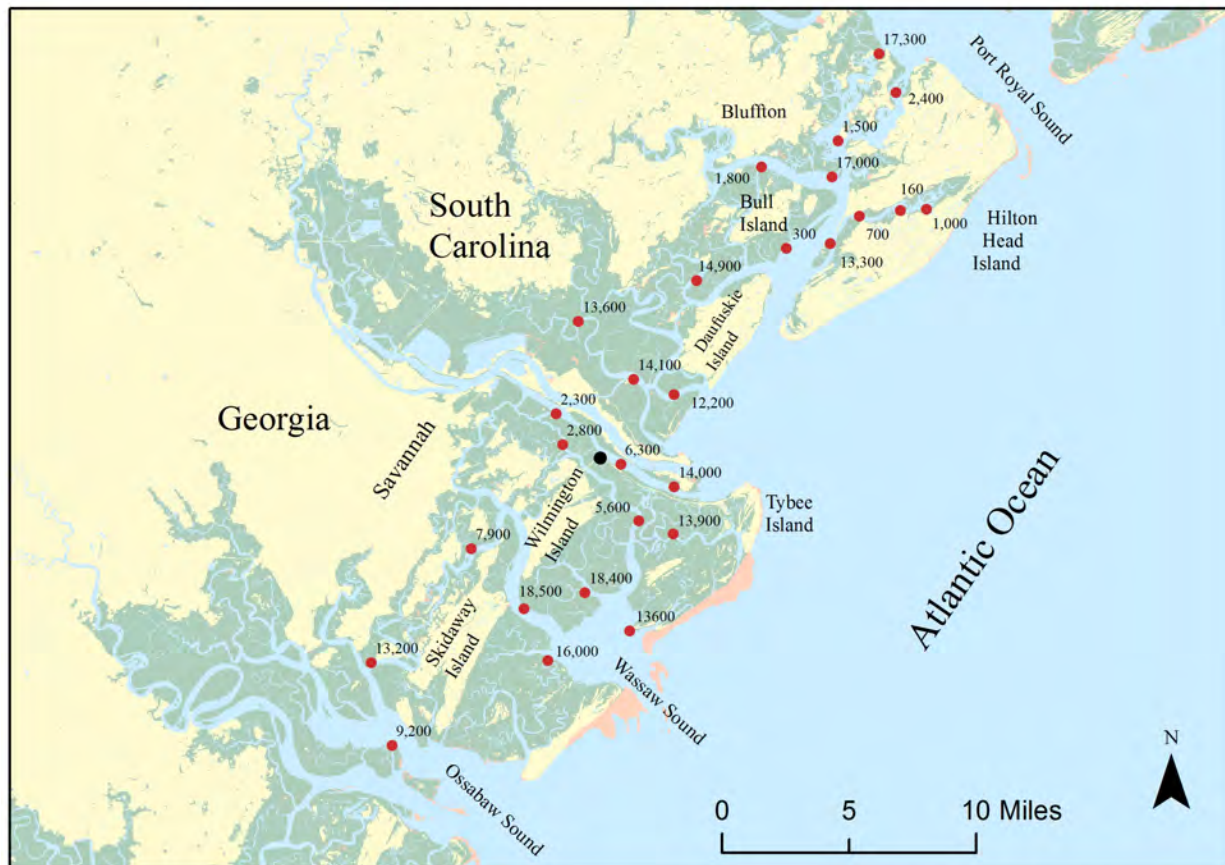 17,300
Port Royal Sound
2,400
Bluffton
1,500
17,000
1,800
160
Bull
Island
South
Carolina
300
700
1,000
Hilton
Head
Island
13,300
14,900
13,600
Daufuskie
Island
14,100
12,200
2,300
Georgia
2,800
Savannah
6,300
14,000
Wilmington
Island
5,600
Tybee
Island
13,900
7,900
Atlantic Ocean
18,400
18,500
13600
Skidaway
Island
16,000
13,200
Wassaw Sound
9,200
Ossabaw Sound
N
0 5 10 Miles